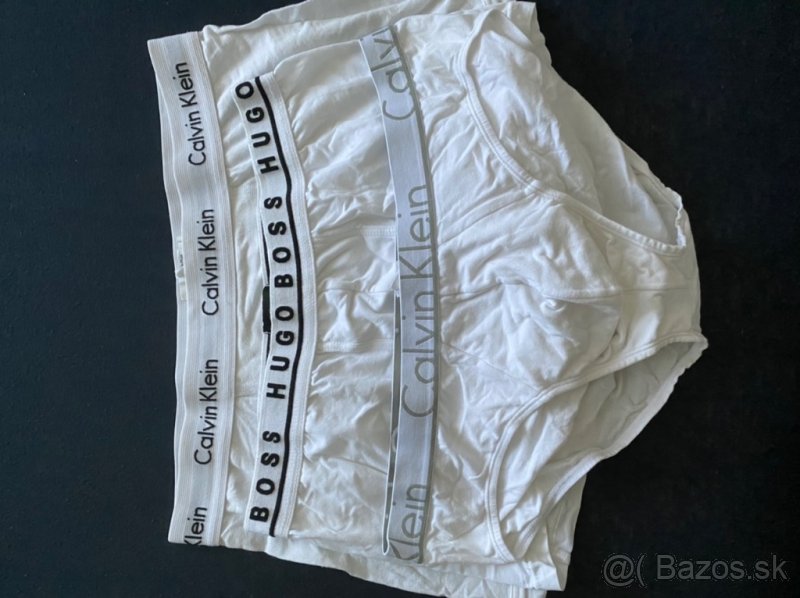 Calvin Klein
Calvin Klein
Calvin Klein
Klein
HUGO
BOSS
HUGO
BOSS
Calvin
Calvin Klein
Klein
@( Bazos.sk